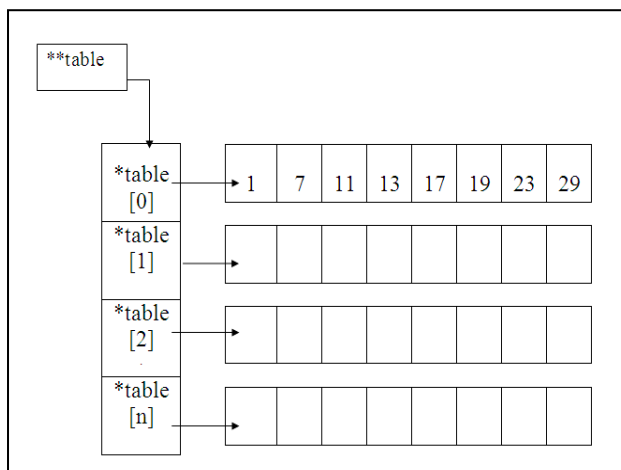 **table
*table
[0]
1 7 11 13 17 19 23 29
*table
[1]
*table
[2]
*table
[n]